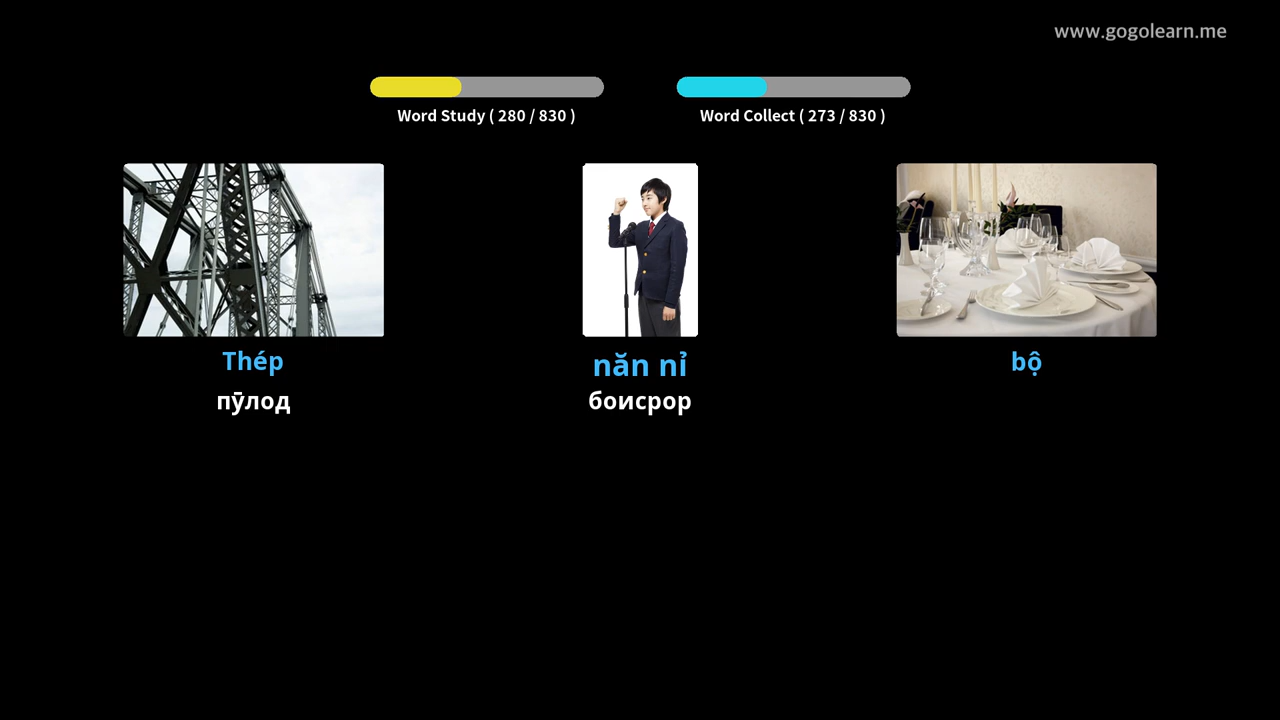 www.gogolearn.me
Word Study ( 280 / 830 )
Word Collect ( 273 / 830 )
Thép
пӯлод
năn nỉ
боисрор
bộ